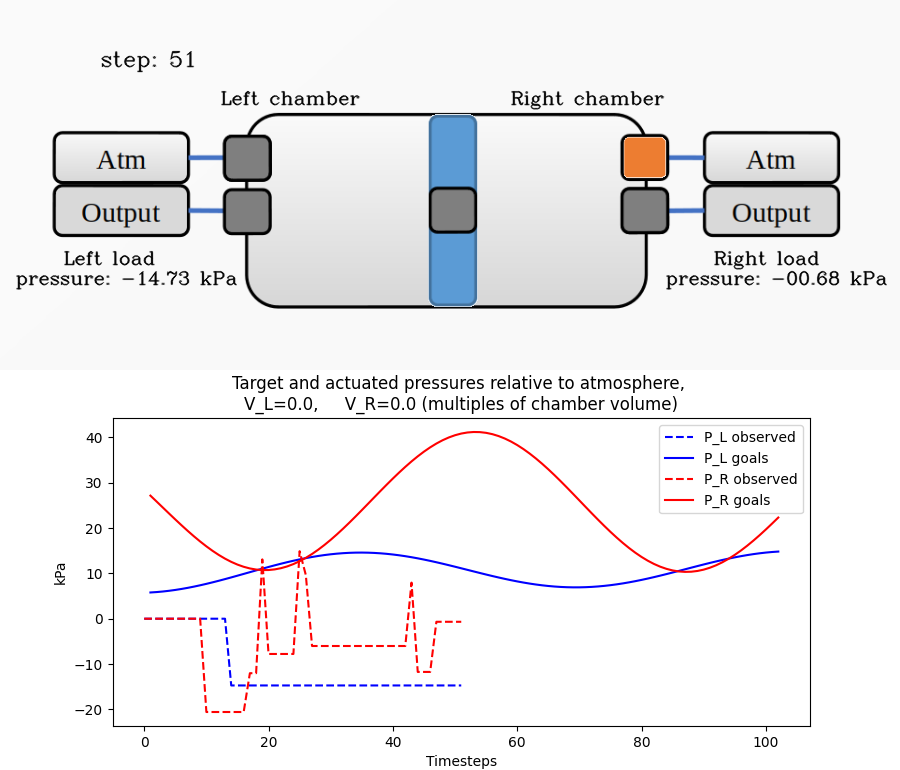 step: 51
Left chamber
Right chamber
Atm
Atm
Output
Output
Left load
pressure: -14.73 kPa
Right load
pressure: -00.68 kPa
Target and actuated pressures relative to atmosphere,
V_L=0.0, V_R=0.0 (multiples of chamber volume)
P_L observed
P_L goals
P_R observed
P_R goals
kPa
40
30
20
10
0
−10
−20
0 20 40 60 80 100
Timesteps